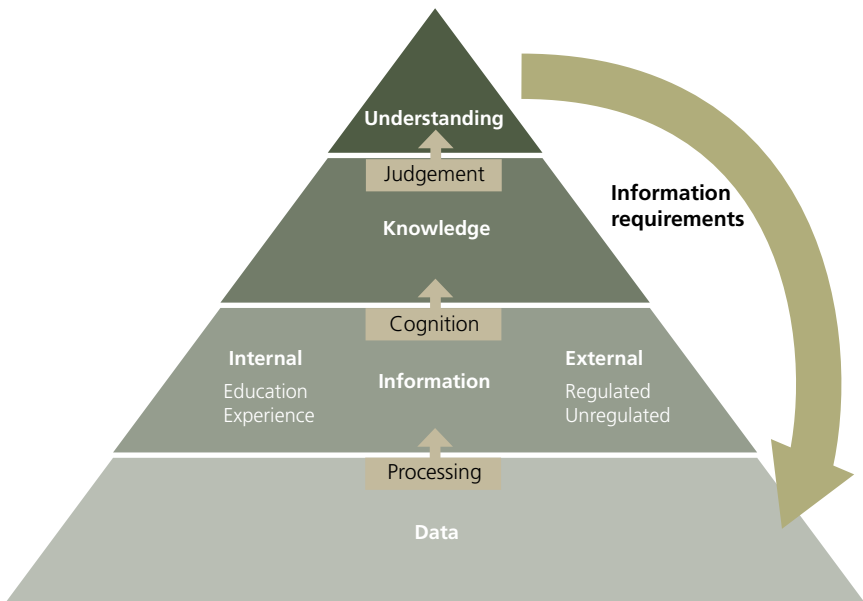 Understanding
Judgement
Information
requirements
Knowledge
Cognition
Internal
External
Information
Education
Experience
Regulated
Unregulated
Processing
Data